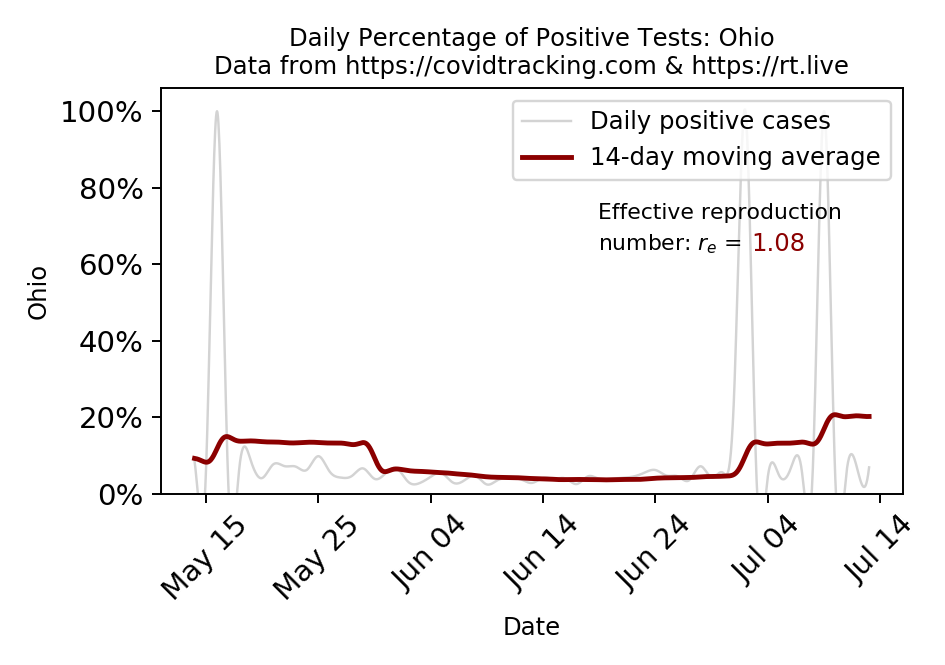 Daily Percentage of Positive Tests: Ohio
Data from https://covidtracking.com & https://rt.live
100%
80%
60%
40%
20%
0%
Ohio
Daily positive cases
14-day moving average
Effective reproduction
number: rₑ = 1.08
May 15
May 25
Jun 04
Jun 14
Jun 24
Jul 04
Jul 14
Date